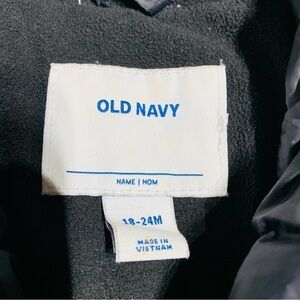 OLD NAVY
NAME | NOM
18-24M
MADE IN
VIETNAM